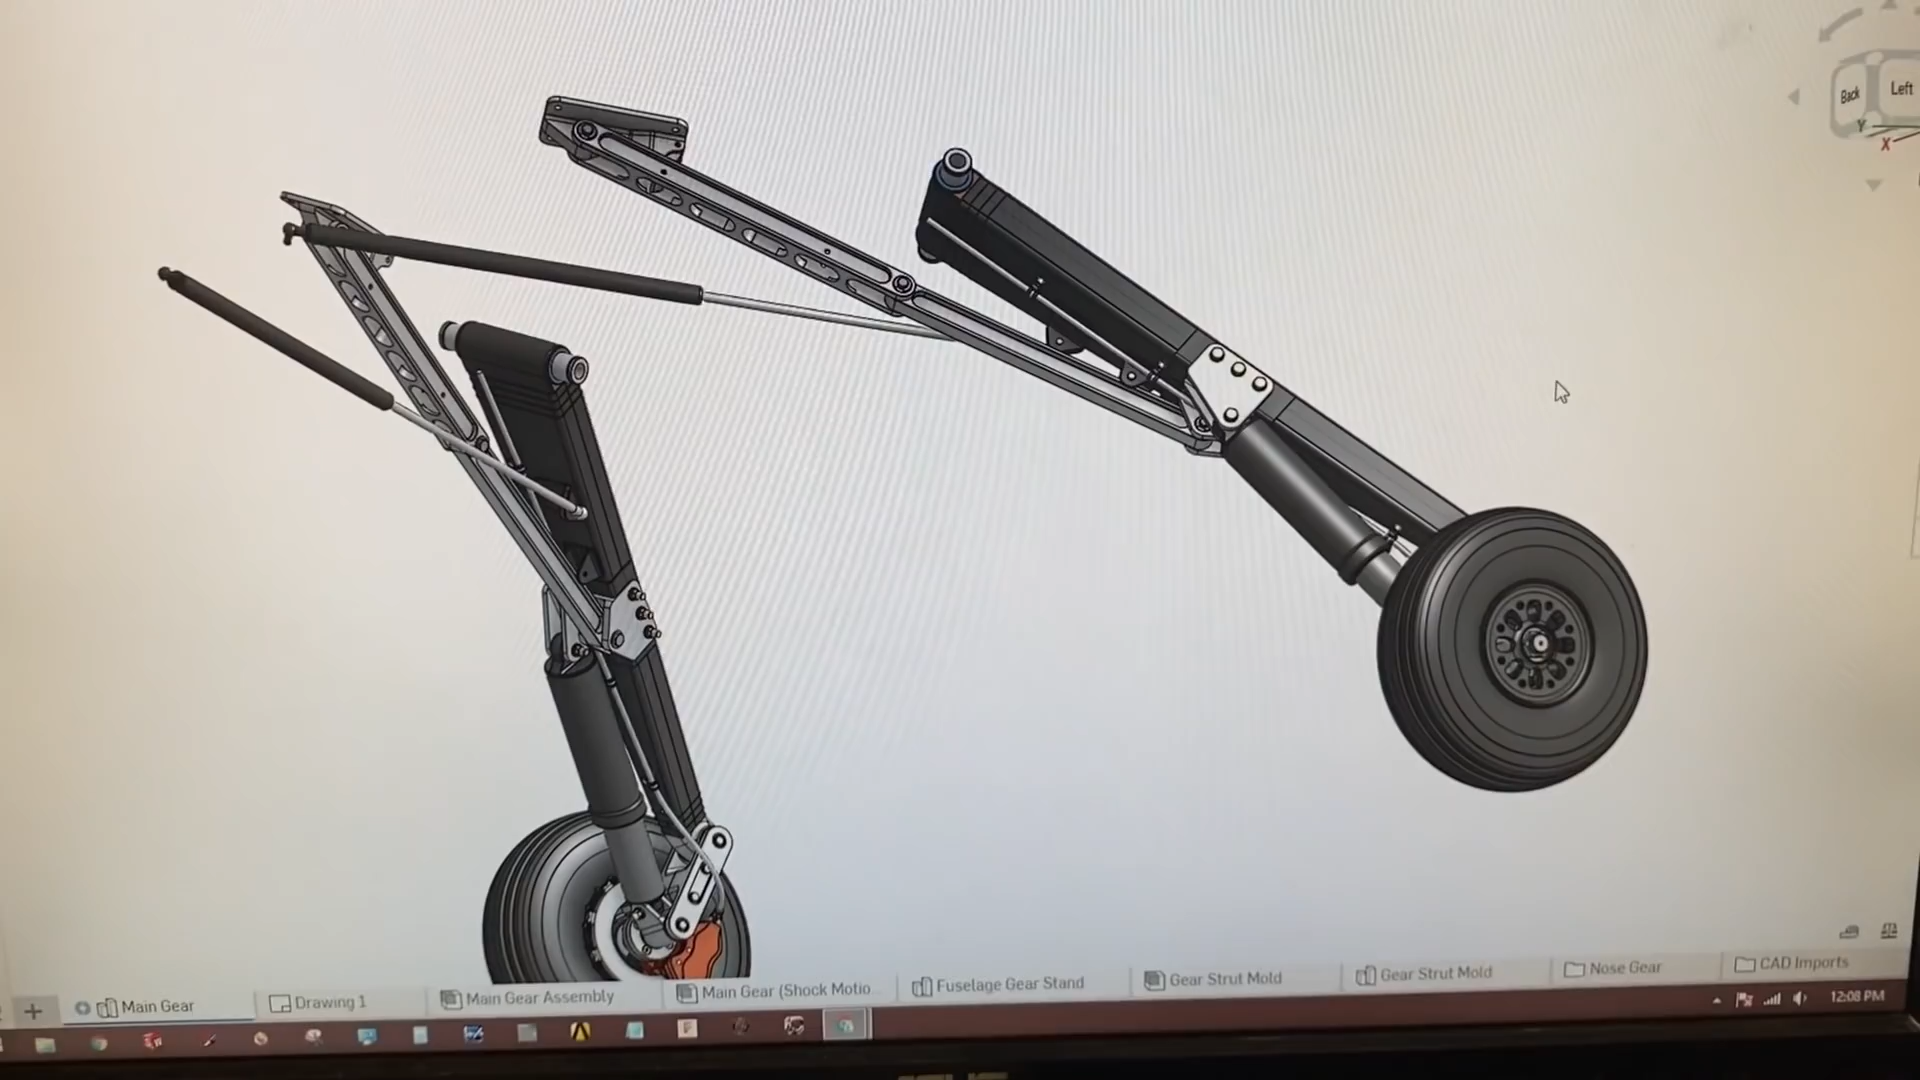 Back
Left
Y
X
Main Gear
Drawing 1
Main Gear Assembly
Main Gear (Shock Motio
Fuselage Gear Stand
Gear Strut Mold
Gear Strut Mold
Nose Gear
CAD Imports
12:08 PM